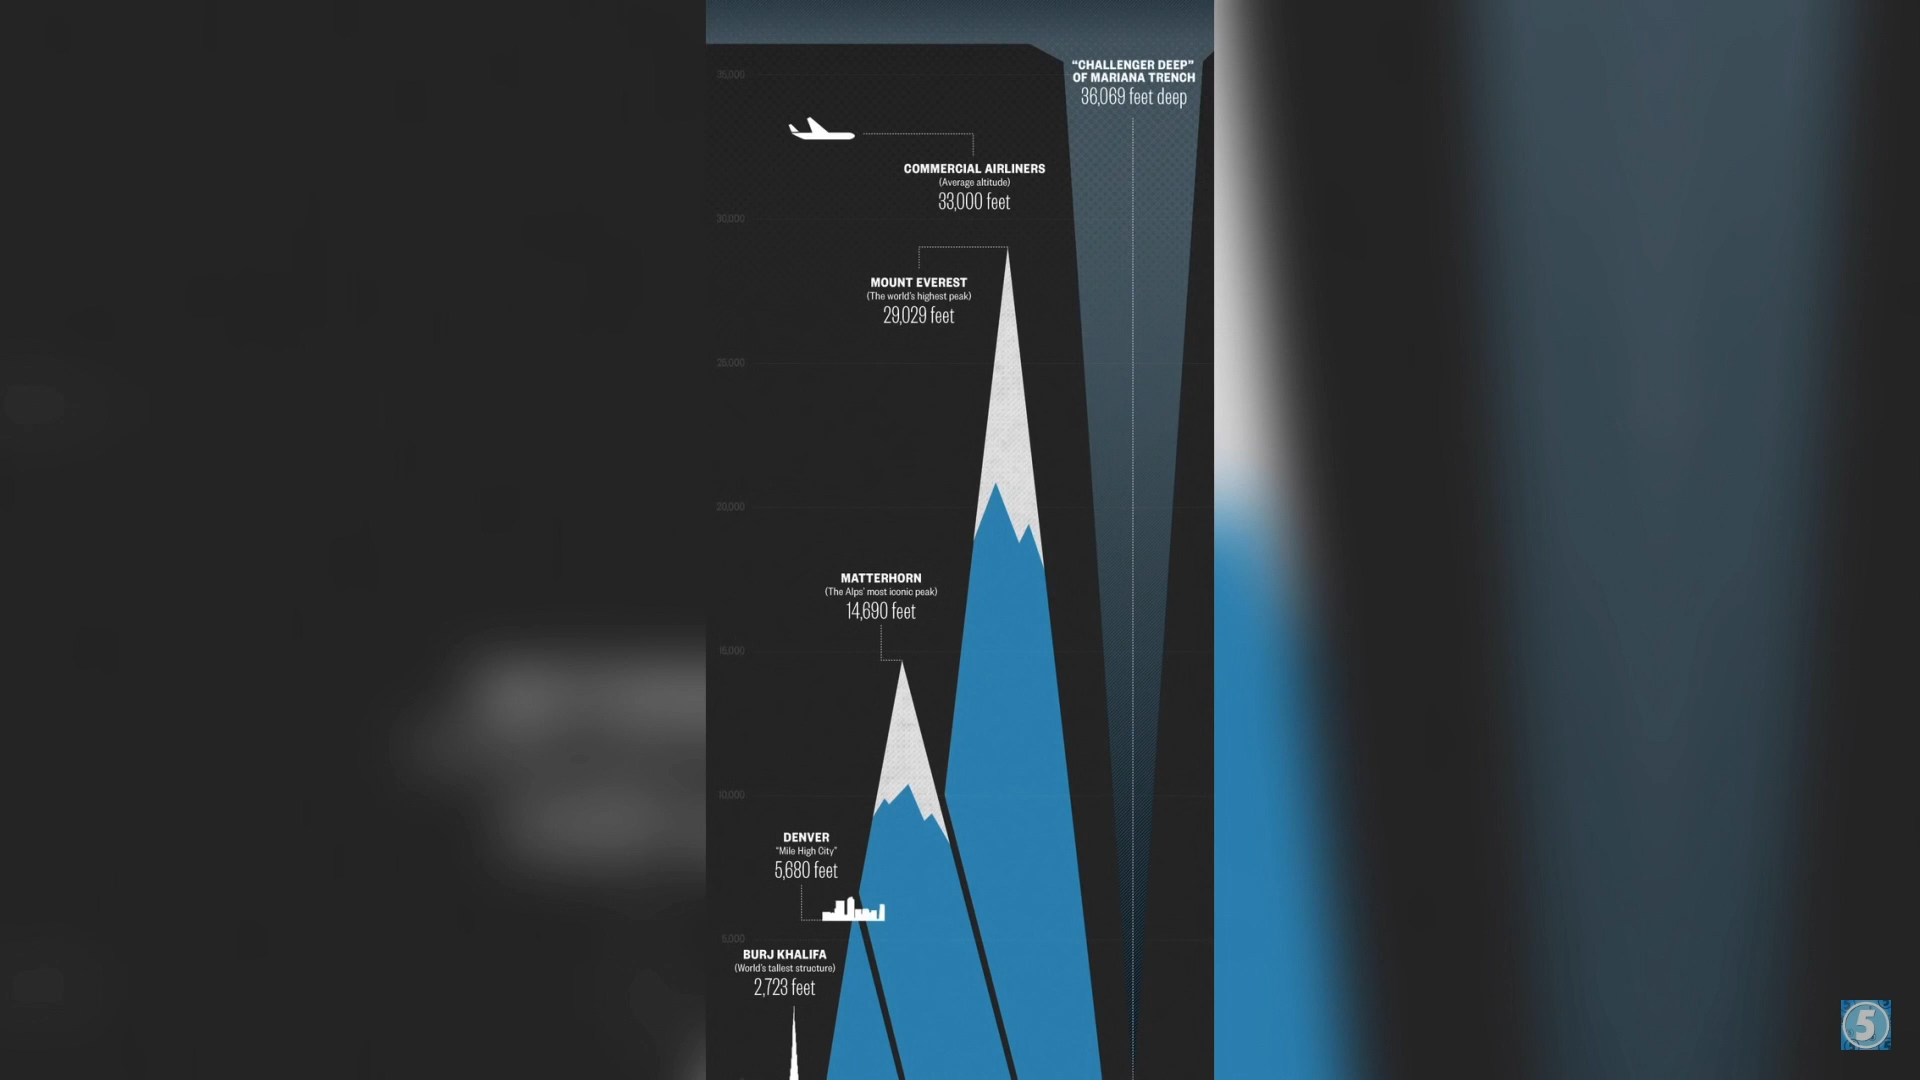 "CHALLENGER DEEP"
OF MARIANA TRENCH
36,069 feet deep
35,000
COMMERCIAL AIRLINERS
(Average altitude)
33,000 feet
30,000
MOUNT EVEREST
(The world's highest peak)
29,029 feet
25,000
20,000
MATTERHORN
(The Alps' most iconic peak)
14,690 feet
15,000
10,000
DENVER
"Mile High City"
5,680 feet
5,000
BURJ KHALIFA
(World's tallest structure)
2,723 feet
5